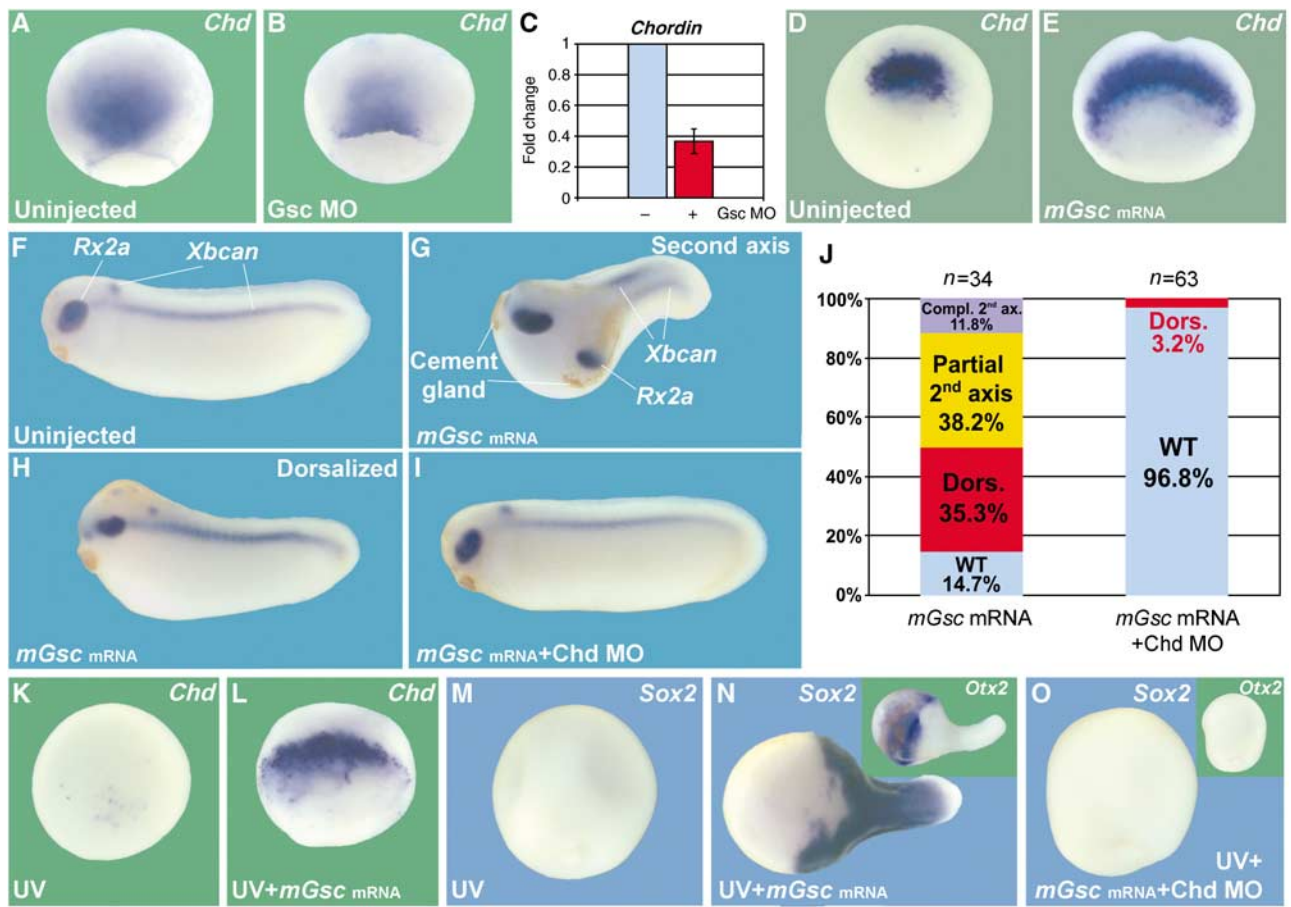 A
Chd
Uninjected
B
Chd
Gsc MO
C
Chordin
Fold change
1
0.8
0.6
0.4
0.2
0
– + Gsc MO
D
Chd
Uninjected
E
Chd
mGsc mRNA
F
Rx2a
Xbcan
Uninjected
G
Second axis
Cement
gland
Xbcan
Rx2a
mGsc mRNA
H
Dorsalized
mGsc mRNA
I
mGsc mRNA+Chd MO
J
n=34
n=63
100%
80%
60%
40%
20%
0%
Compl. 2nd ax.
11.8%
Partial
2nd axis
38.2%
Dors.
35.3%
WT
14.7%
Dors.
3.2%
WT
96.8%
mGsc mRNA
mGsc mRNA
+Chd MO
K
Chd
UV
L
Chd
UV+mGsc mRNA
M
Sox2
UV
N
Sox2
Otx2
UV+mGsc mRNA
O
Sox2
Otx2
UV+
mGsc mRNA+Chd MO